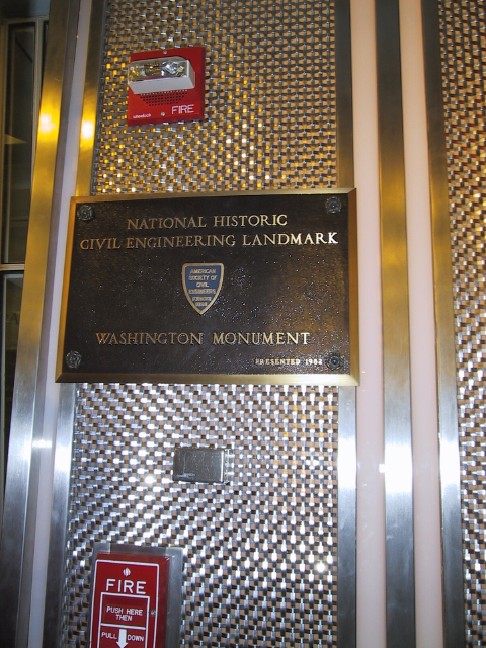 FIRE
NATIONAL HISTORIC
CIVIL ENGINEERING LANDMARK
AMERICAN
SOCIETY OF
CIVIL
ENGINEERS
WASHINGTON MONUMENT
PRESENTED
FIRE
PUSH HERE
THEN
PULL DOWN